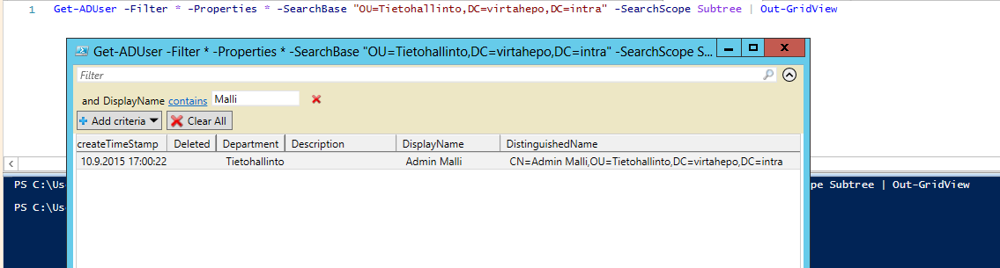 1 Get-ADUser -Filter * -Properties * -SearchBase "OU=Tietohallinto,DC=virtahepo,DC=intra" -SearchScope Subtree | Out-GridView
Get-ADUser -Filter * -Properties * -SearchBase "OU=Tietohallinto,DC=virtahepo,DC=intra" -SearchScope S...
Filter
and DisplayName contains Malli
Add criteria Clear All
createTimeStamp Deleted Department Description DisplayName DistinguishedName
10.9.2015 17:00:22 Tietohallinto Admin Malli CN=Admin Malli,OU=Tietohallinto,DC=virtahepo,DC=intra
PS C:\Us pe Subtree | Out-GridView
PS C:\Us